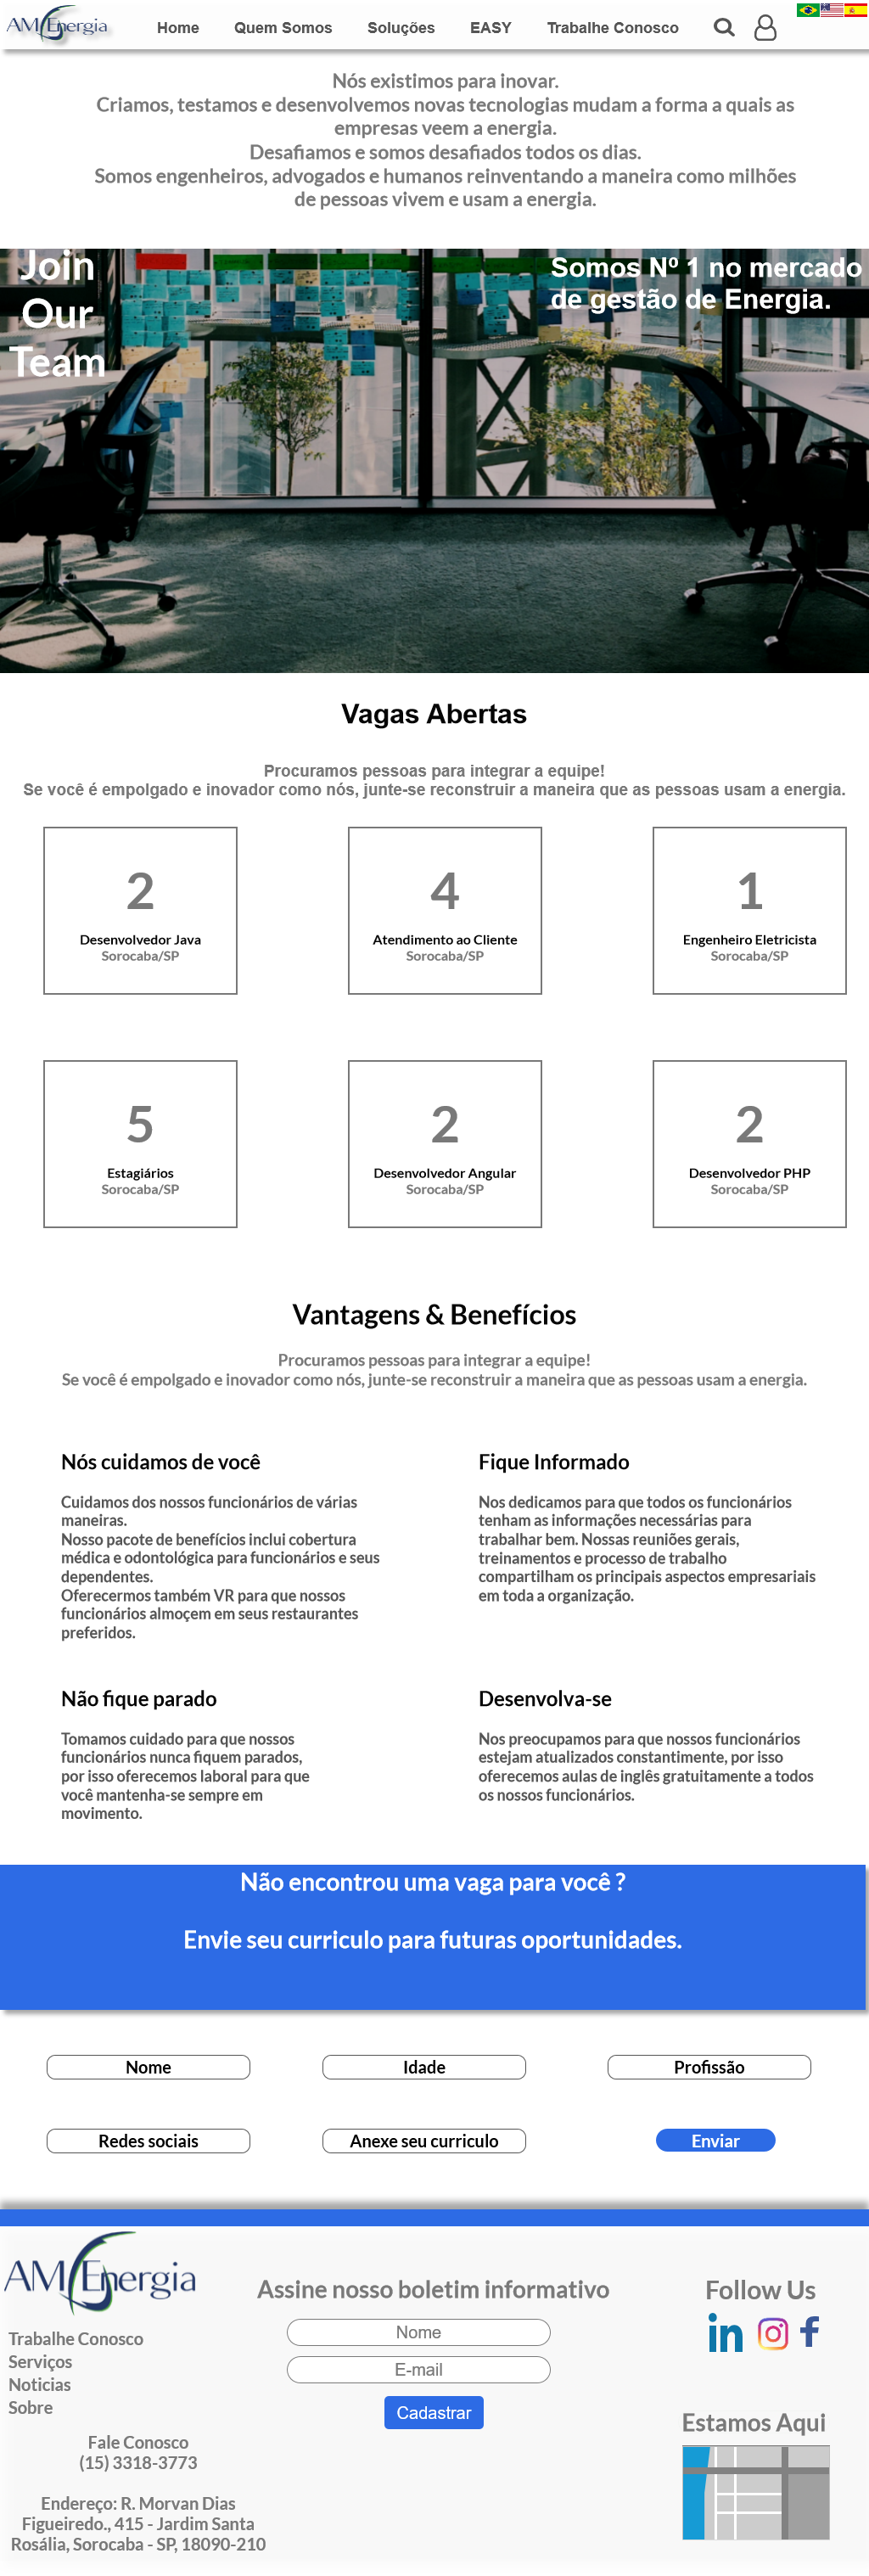 AM Energia
Home Quem Somos Soluções EASY Trabalhe Conosco
Nós existimos para inovar.
Criamos, testamos e desenvolvemos novas tecnologias mudam a forma a quais as
empresas veem a energia.
Desafiamos e somos desafiados todos os dias.
Somos engenheiros, advogados e humanos reinventando a maneira como milhões
de pessoas vivem e usam a energia.
Join
Our
Team
Somos Nº 1 no mercado
de gestão de Energia.
Vagas Abertas
Procuramos pessoas para integrar a equipe!
Se você é empolgado e inovador como nós, junte-se reconstruir a maneira que as pessoas usam a energia.
2
Desenvolvedor Java
Sorocaba/SP
4
Atendimento ao Cliente
Sorocaba/SP
1
Engenheiro Eletricista
Sorocaba/SP
5
Estagiários
Sorocaba/SP
2
Desenvolvedor Angular
Sorocaba/SP
2
Desenvolvedor PHP
Sorocaba/SP
Vantagens & Benefícios
Procuramos pessoas para integrar a equipe!
Se você é empolgado e inovador como nós, junte-se reconstruir a maneira que as pessoas usam a energia.
Nós cuidamos de você
Cuidamos dos nossos funcionários de várias
maneiras.
Nosso pacote de benefícios inclui cobertura
médica e odontológica para funcionários e seus
dependentes.
Oferecermos também VR para que nossos
funcionários almoçem em seus restaurantes
preferidos.
Fique Informado
Nos dedicamos para que todos os funcionários
tenham as informações necessárias para
trabalhar bem. Nossas reuniões gerais,
treinamentos e processo de trabalho
compartilham os principais aspectos empresariais
em toda a organização.
Não fique parado
Tomamos cuidado para que nossos
funcionários nunca fiquem parados,
por isso oferecemos laboral para que
você mantenha-se sempre em
movimento.
Desenvolva-se
Nos preocupamos para que nossos funcionários
estejam atualizados constantimente, por isso
oferecemos aulas de inglês gratuitamente a todos
os nossos funcionários.
Não encontrou uma vaga para você ?
Envie seu curriculo para futuras oportunidades.
Nome
Idade
Profissão
Redes sociais
Anexe seu curriculo
Enviar
AM Energia
Trabalhe Conosco
Serviços
Noticias
Sobre
Fale Conosco
(15) 3318-3773
Endereço: R. Morvan Dias
Figueiredo., 415 - Jardim Santa
Rosália, Sorocaba - SP, 18090-210
Assine nosso boletim informativo
Nome
E-mail
Cadastrar
Follow Us
in
f
Estamos Aqui